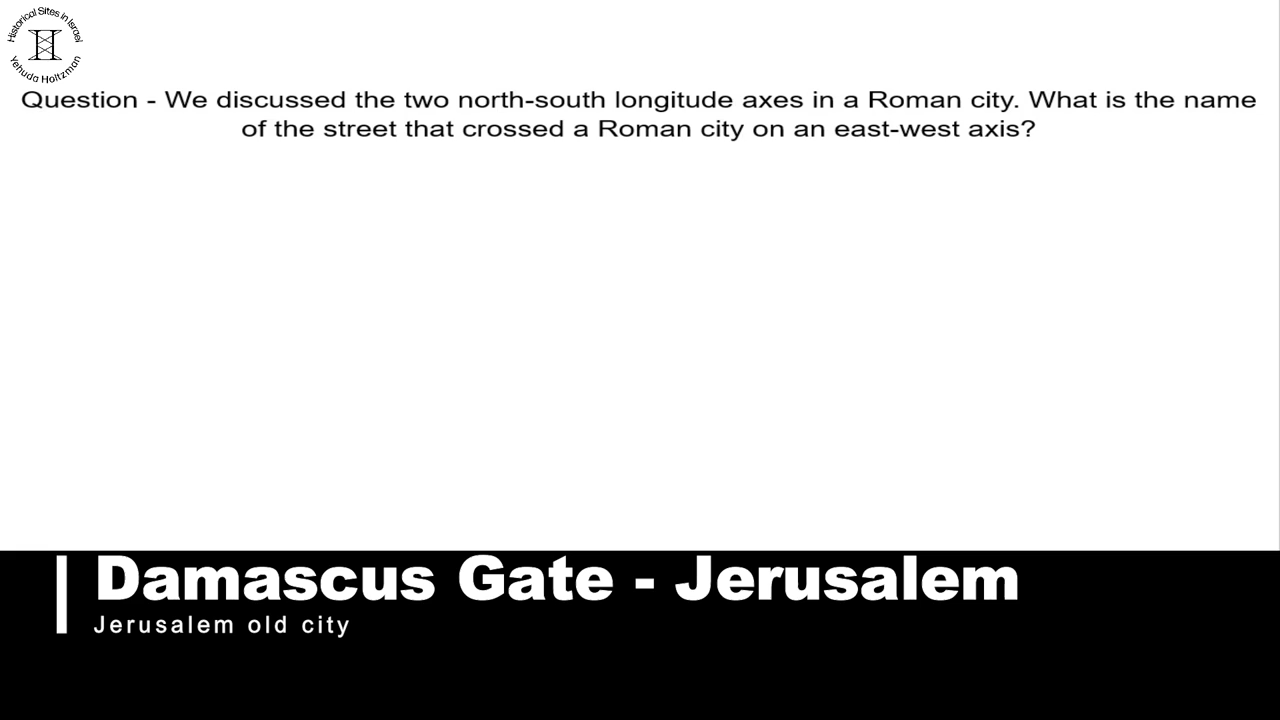 Historical Sites in Israel
Yehuda Holtzman
Question - We discussed the two north-south longitude axes in a Roman city. What is the name
of the street that crossed a Roman city on an east-west axis?
Damascus Gate - Jerusalem
Jerusalem old city